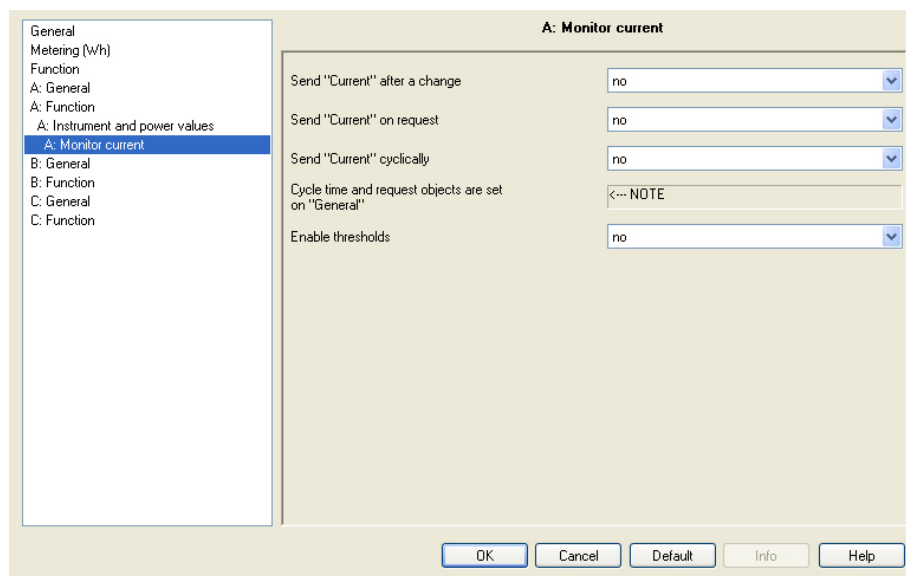 General
Metering (Wh)
Function
A: General
A: Function
A: Instrument and power values
A: Monitor current
B: General
B: Function
C: General
C: Function
A: Monitor current
Send "Current" after a change
no
Send "Current" on request
no
Send "Current" cyclically
no
Cycle time and request objects are set
on "General"
<--- NOTE
Enable thresholds
no
OK
Cancel
Default
Info
Help